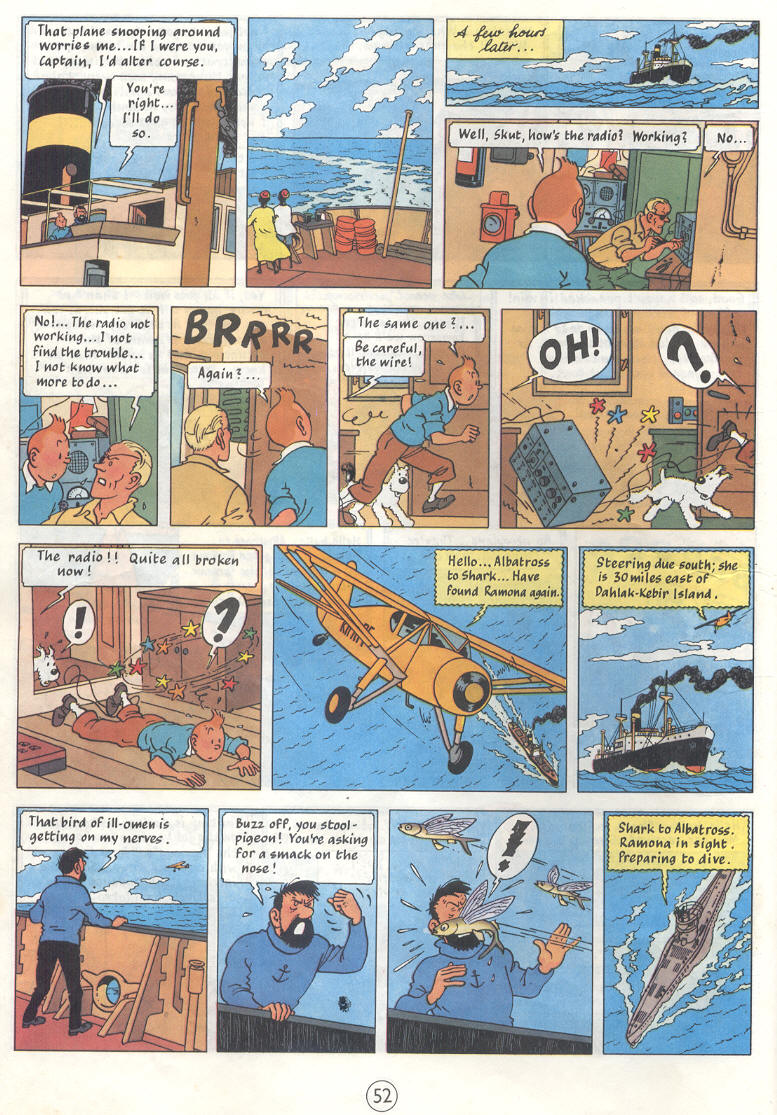 That plane snooping around
worries me...If I were you,
Captain, I'd alter course.
You're
right...
I'll do
so.
A few hours
later...
Well, Skut, how's the radio? Working?
No...
No!... The radio not
working... I not
find the trouble...
I not know what
more to do...
BRRRR
Again?...
The same one?...
Be careful,
the wire!
OH!
?
The radio!! Quite all broken
now!
!
?
Hello... Albatross
to Shark... Have
found Ramona again.
Steering due south; she
is 30 miles east of
Dahlak-Kebir Island.
That bird of ill-omen is
getting on my nerves.
Buzz off, you stool-
pigeon! You're asking
for a smack on the
nose!
!
Shark to Albatross.
Ramona in sight.
Preparing to dive.
52